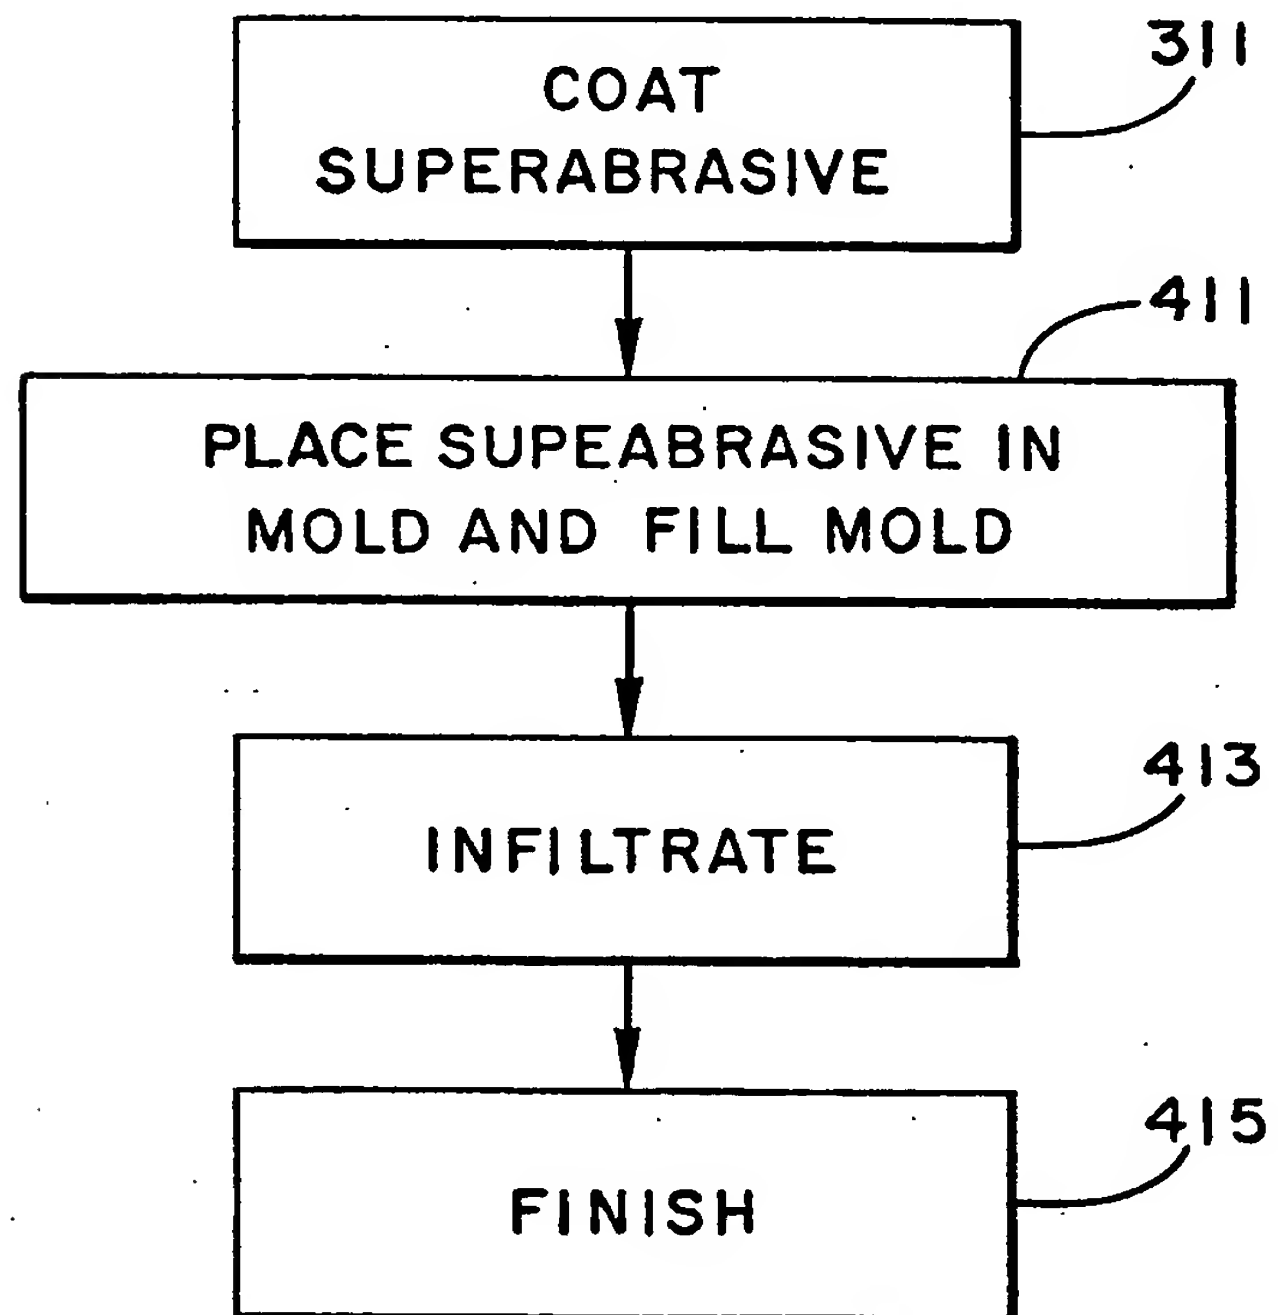 311
COAT
SUPERABRASIVE
411
PLACE SUPEABRASIVE IN
MOLD AND FILL MOLD
413
INFILTRATE
415
FINISH